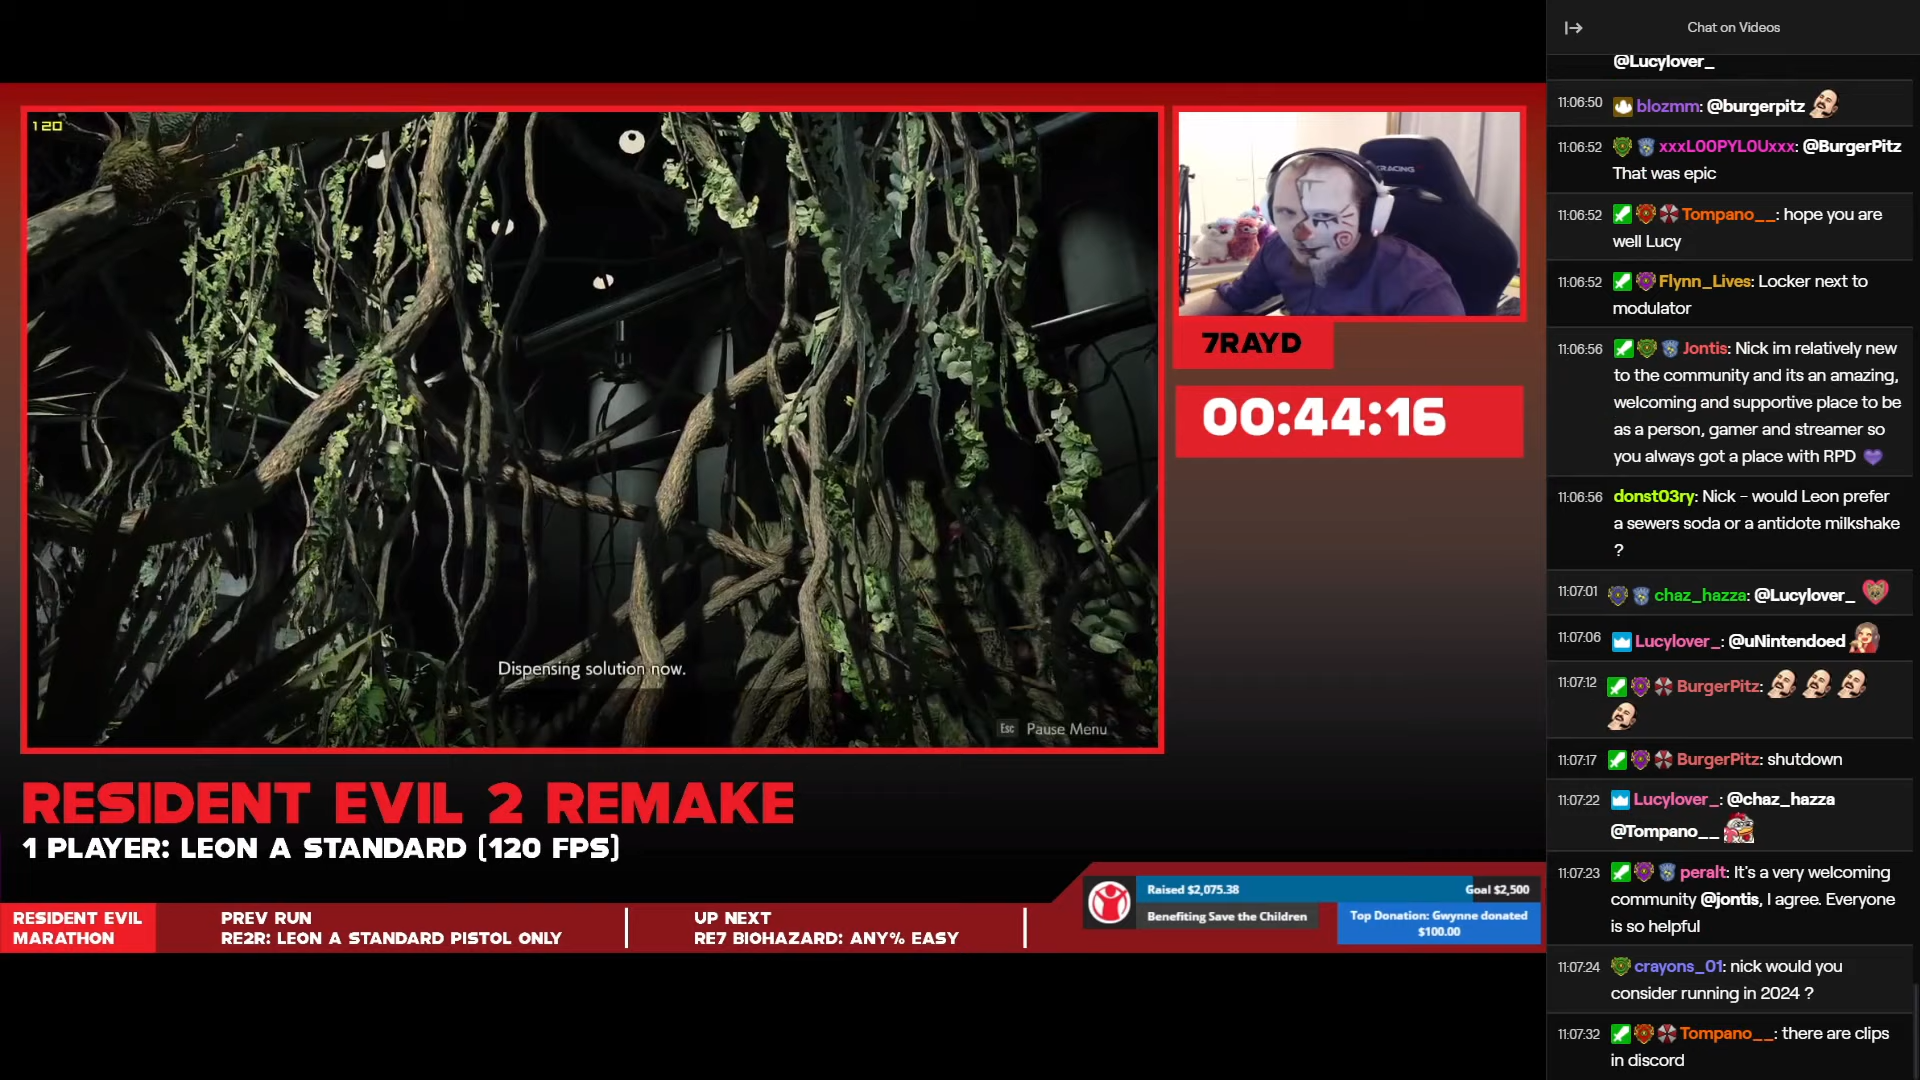 120
Dispensing solution now.
Esc Pause Menu
RACING
7RAYD
00:44:16
RESIDENT EVIL 2 REMAKE
1 PLAYER: LEON A STANDARD (120 FPS)
RESIDENT EVIL
MARATHON
PREV RUN
RE2R: LEON A STANDARD PISTOL ONLY
UP NEXT
RE7 BIOHAZARD: ANY% EASY
Raised $2,075.38 Goal $2,500
Benefiting Save the Children
Top Donation: Gwynne donated
$100.00
Chat on Videos
@Lucylover_
11:06:50 blozmm: @burgerpitz
11:06:52 xxxL00PYL0Uxxx: @BurgerPitz
That was epic
11:06:52 Tompano__: hope you are
well Lucy
11:06:52 Flynn_Lives: Locker next to
modulator
11:06:56 Jontis: Nick im relatively new
to the community and its an amazing,
welcoming and supportive place to be
as a person, gamer and streamer so
you always got a place with RPD
11:06:56 donst03ry: Nick - would Leon prefer
a sewers soda or a antidote milkshake
?
11:07:01 chaz_hazza: @Lucylover_
11:07:06 Lucylover_: @uNintendoed
11:07:12 BurgerPitz:
11:07:17 BurgerPitz: shutdown
11:07:22 Lucylover_: @chaz_hazza
@Tompano__
11:07:23 peralt: It's a very welcoming
community @jontis, I agree. Everyone
is so helpful
11:07:24 crayons_01: nick would you
consider running in 2024 ?
11:07:32 Tompano__: there are clips
in discord